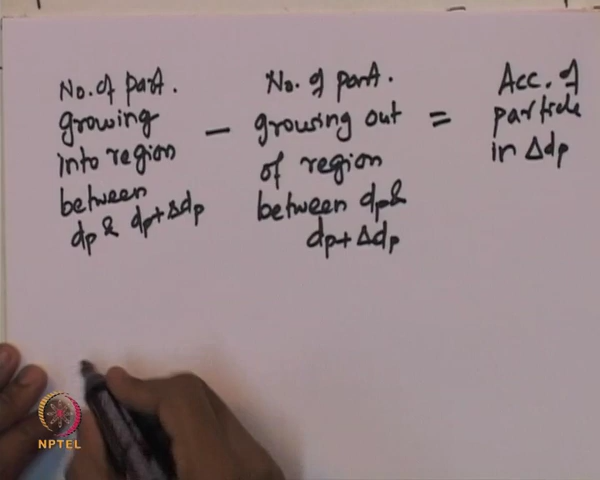 No. of part.
growing
into region
between
dp & dp+Δdp
−
No. of part.
growing out
of region
between dp &
dp+Δdp
=
Acc. of
particle
in Δdp
NPTEL